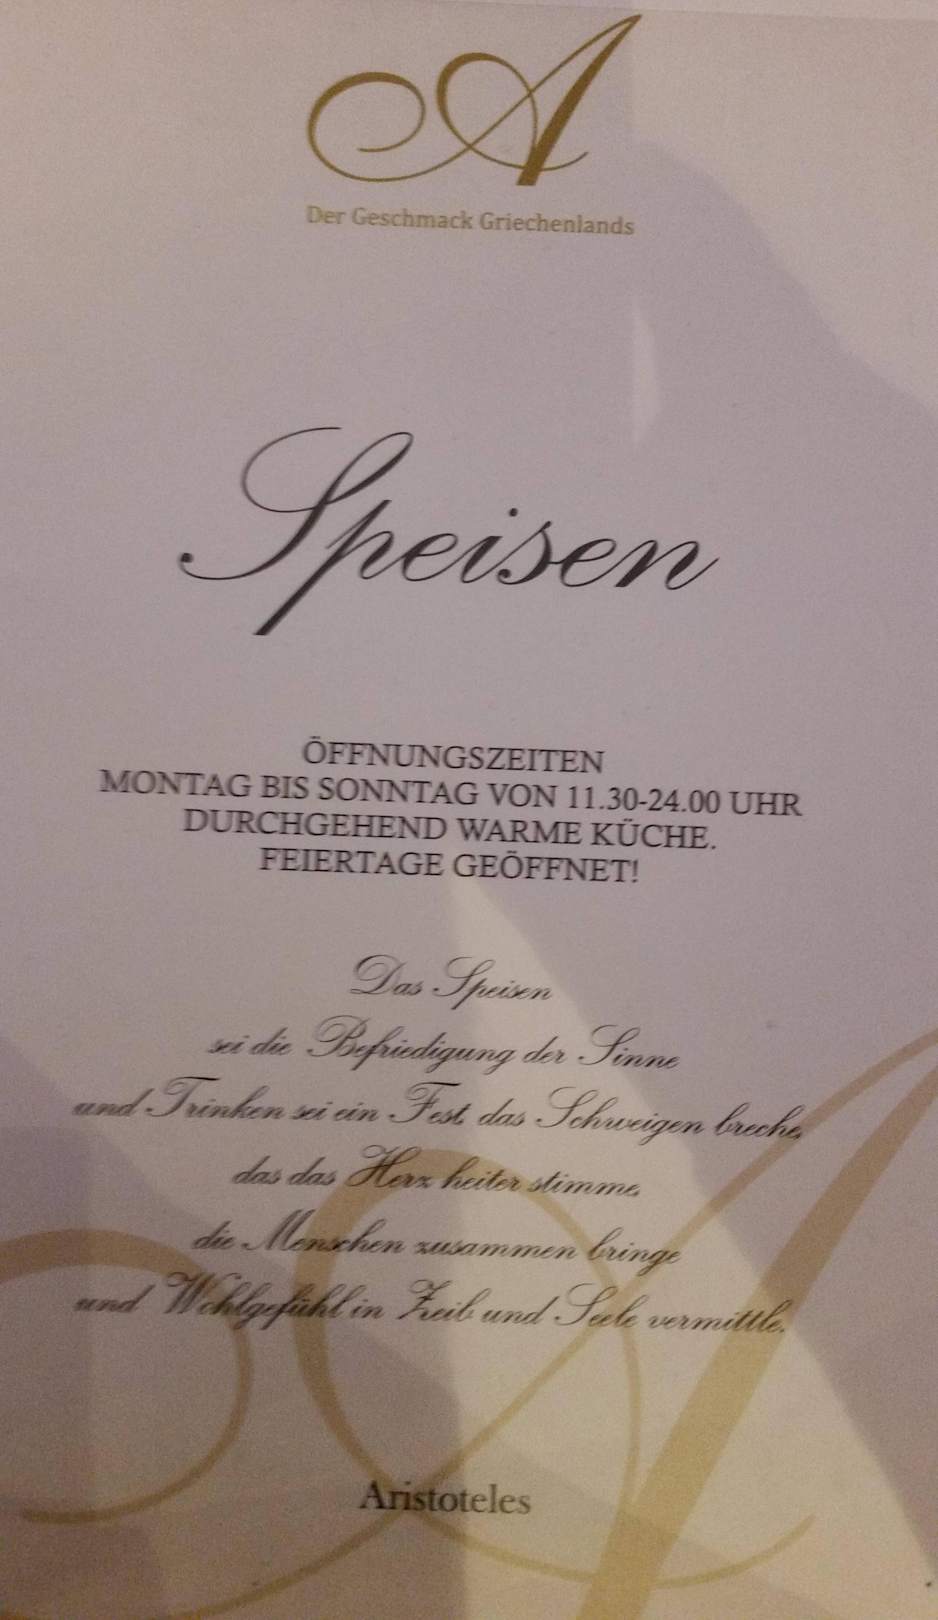 A
Der Geschmack Griechenlands
Speisen
ÖFFNUNGSZEITEN
MONTAG BIS SONNTAG VON 11.30-24.00 UHR
DURCHGEHEND WARME KÜCHE.
FEIERTAGE GEÖFFNET!
Das Speisen
sei die Befriedigung der Sinne
und Trinken sei ein Fest, das Schweigen breche,
das das Herz heiter stimme,
die Menschen zusammen bringe
und Wohlgefühl in Leib und Seele vermittle.
Aristoteles
A